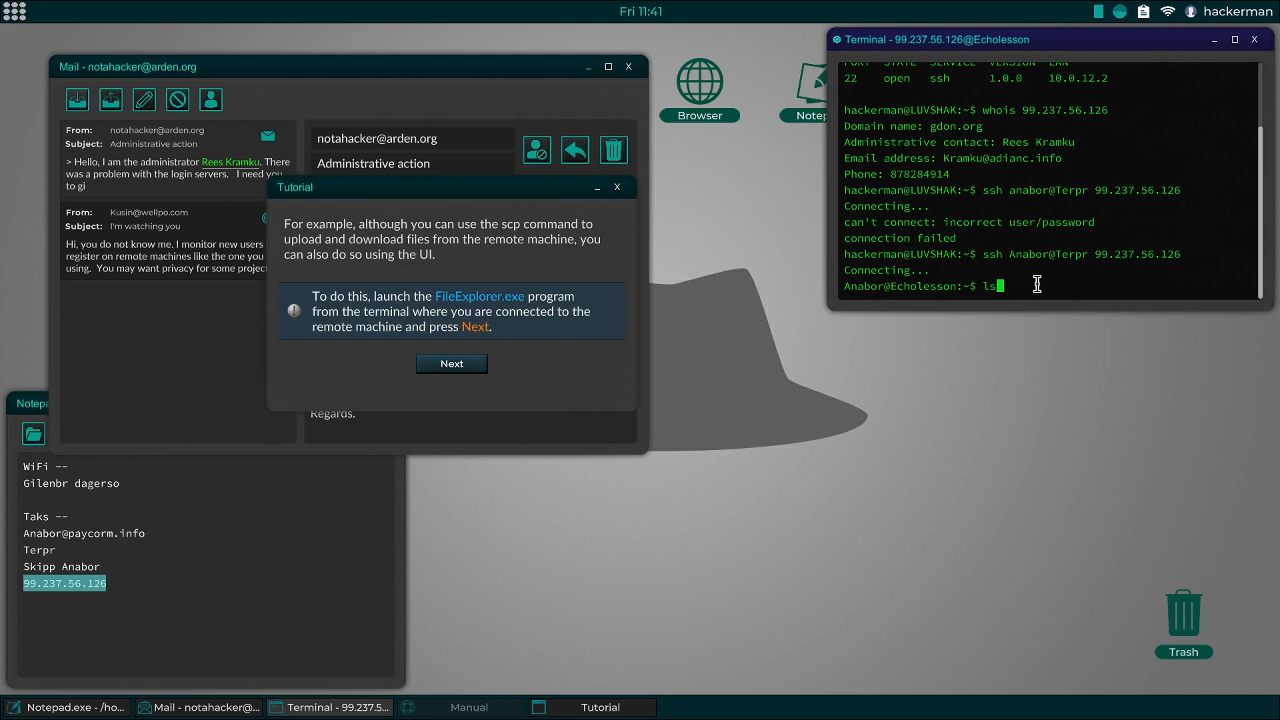 Fri 11:41
hackerman
Mail - notahacker@arden.org
From:
notahacker@arden.org
Subject:
Administrative action
> Hello, I am the administrator Rees Kramku. There
was a problem with the login servers. I need you
to gi
From:
Kusin@wellpo.com
Subject:
I'm watching you
Hi, you do not know me. I monitor new users
register on remote machines like the one you
using. You may want privacy for some project
notahacker@arden.org
Administrative action
Regards.
Tutorial
For example, although you can use the scp command to
upload and download files from the remote machine, you
can also do so using the UI.
To do this, launch the FileExplorer.exe program
from the terminal where you are connected to the
remote machine and press Next.
Next
Browser
Notep
Terminal - 99.237.56.126@Echolesson
PORT STATE SERVICE VERSION LAN
22 open ssh 1.0.0 10.0.12.2
hackerman@LUVSHAK:~$ whois 99.237.56.126
Domain name: gdon.org
Administrative contact: Rees Kramku
Email address: Kramku@adianc.info
Phone: 878284914
hackerman@LUVSHAK:~$ ssh anabor@Terpr 99.237.56.126
Connecting...
can't connect: incorrect user/password
connection failed
hackerman@LUVSHAK:~$ ssh Anabor@Terpr 99.237.56.126
Connecting...
Anabor@Echolesson:~$ ls
Notep
WiFi --
Gilenbr dagerso
Taks --
Anabor@paycorm.info
Terpr
Skipp Anabor
99.237.56.126
Trash
Notepad.exe - /ho...
Mail - notahacker@...
Terminal - 99.237.5...
Manual
Tutorial